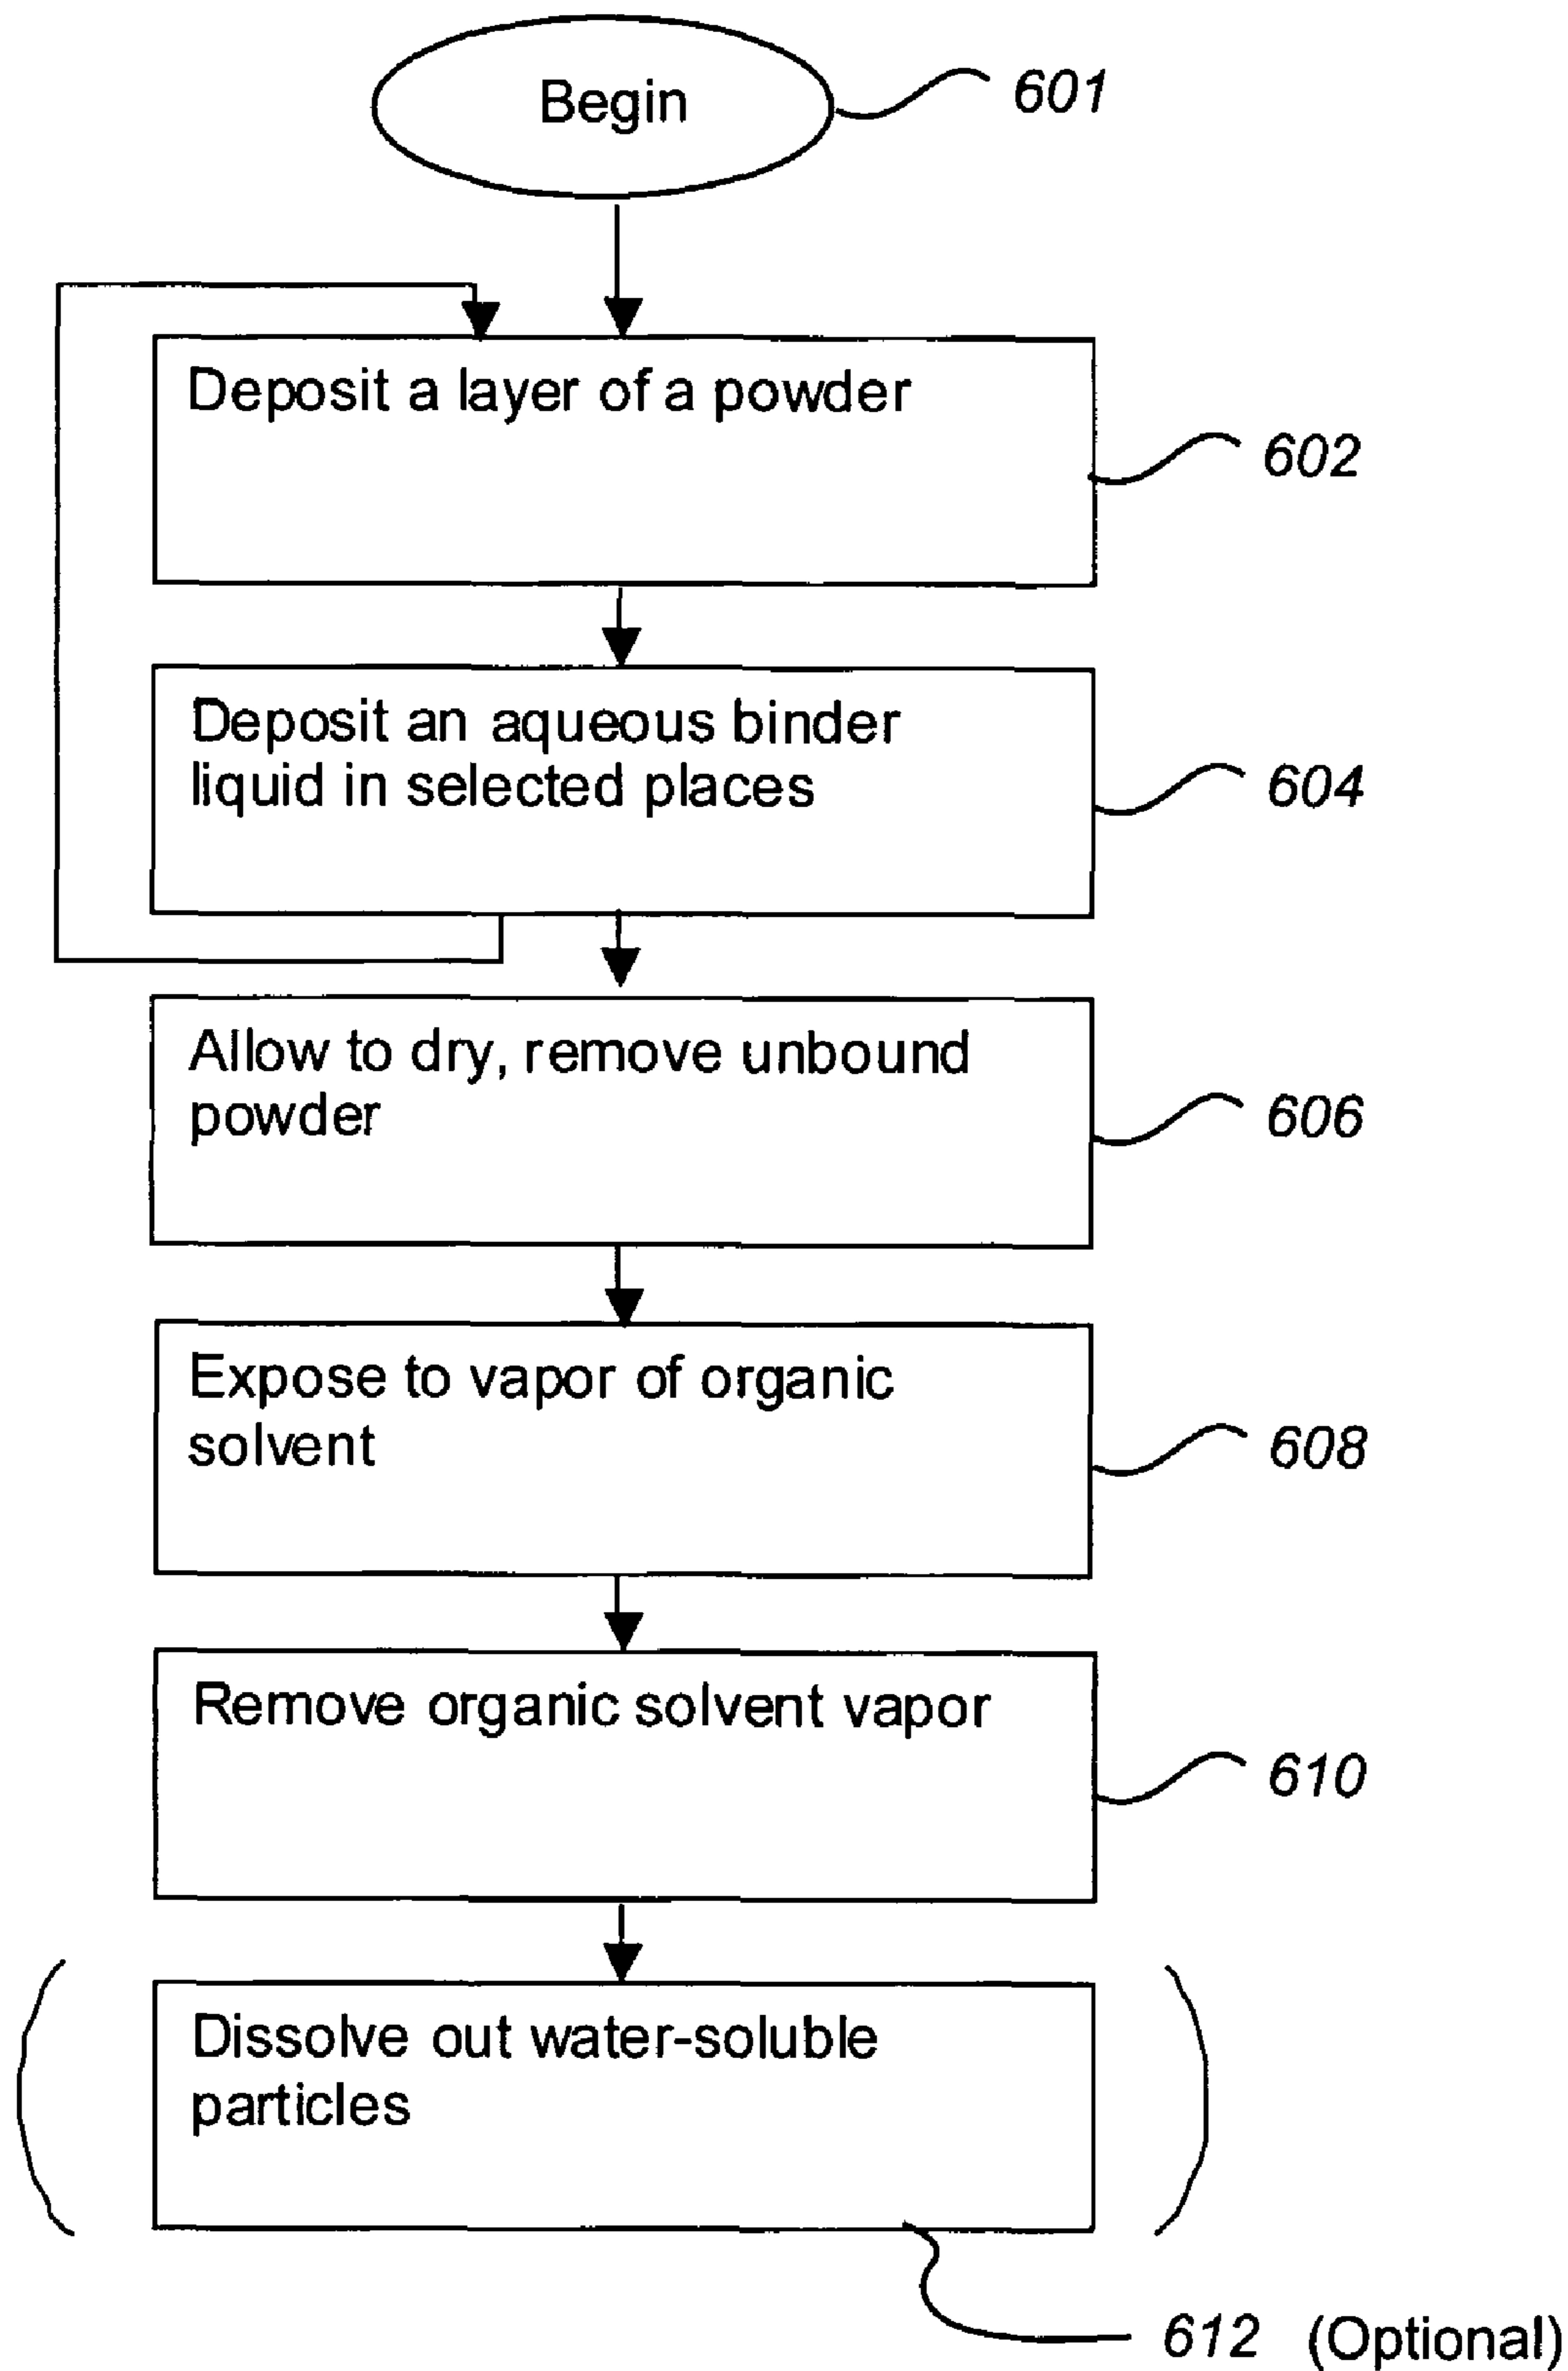 Begin
601
Deposit a layer of a powder
602
Deposit an aqueous binder
liquid in selected places
604
Allow to dry, remove unbound
powder
606
Expose to vapor of organic
solvent
608
Remove organic solvent vapor
610
Dissolve out water-soluble
particles
612 (Optional)